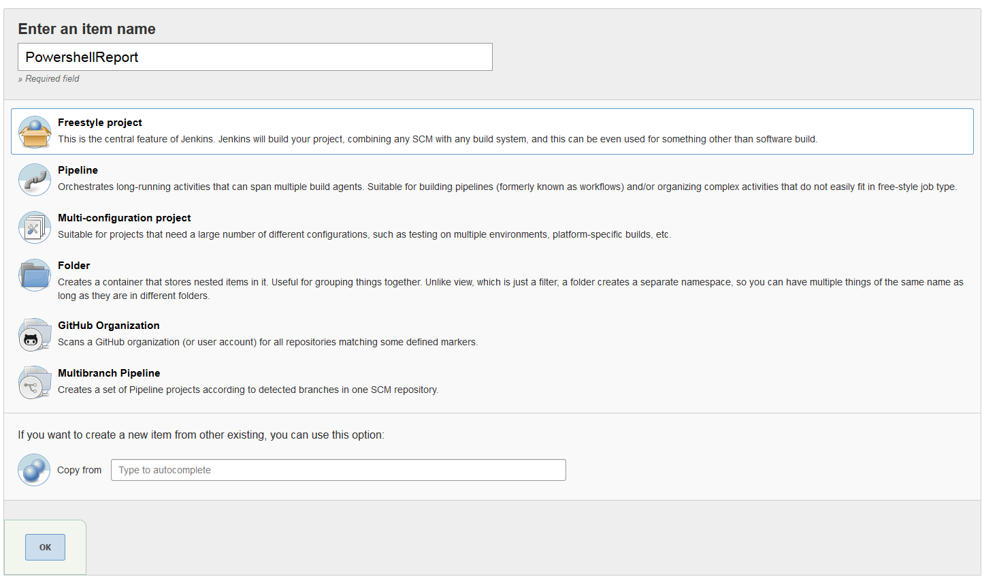 Enter an item name
PowershellReport
» Required field
Freestyle project
This is the central feature of Jenkins. Jenkins will build your project, combining any SCM with any build system, and this can be even used for something other than software build.
Pipeline
Orchestrates long-running activities that can span multiple build agents. Suitable for building pipelines (formerly known as workflows) and/or organizing complex activities that do not easily fit in free-style job type.
Multi-configuration project
Suitable for projects that need a large number of different configurations, such as testing on multiple environments, platform-specific builds, etc.
Folder
Creates a container that stores nested items in it. Useful for grouping things together. Unlike view, which is just a filter, a folder creates a separate namespace, so you can have multiple things of the same name as
long as they are in different folders.
GitHub Organization
Scans a GitHub organization (or user account) for all repositories matching some defined markers.
Multibranch Pipeline
Creates a set of Pipeline projects according to detected branches in one SCM repository.
If you want to create a new item from other existing, you can use this option:
Copy from Type to autocomplete
OK